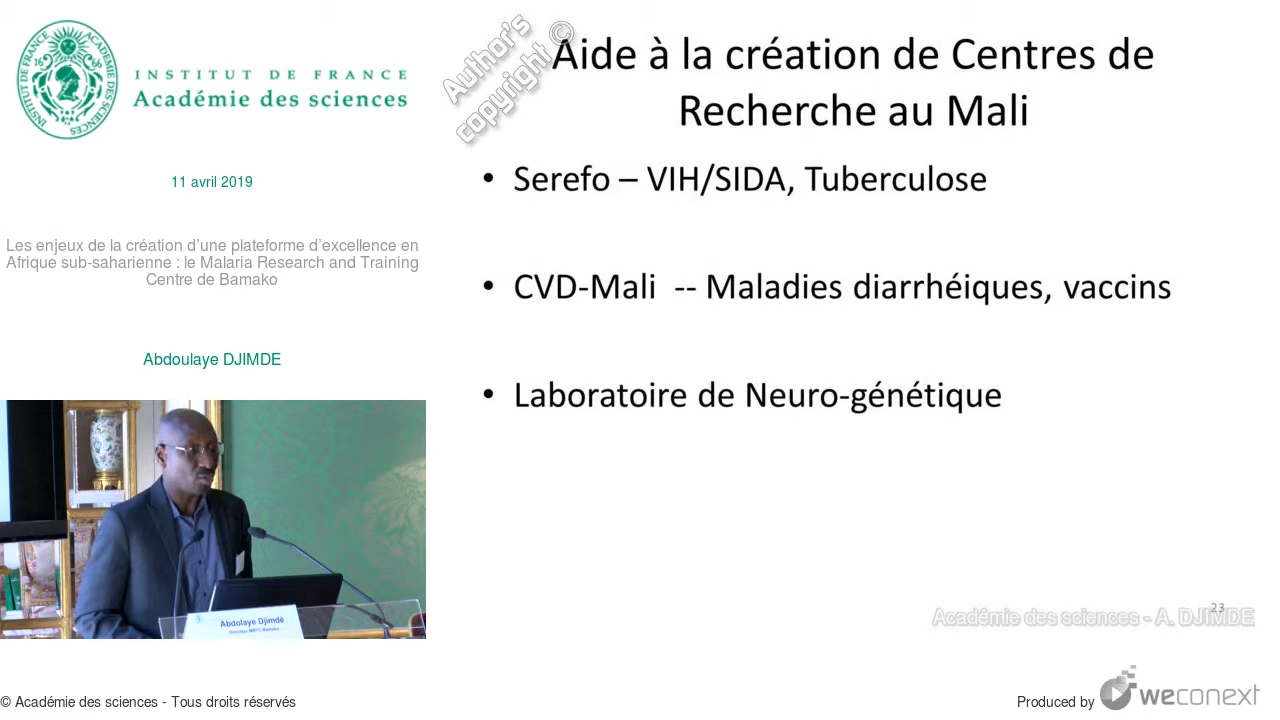 INSTITUT DE FRANCE
Académie des sciences
11 avril 2019
Les enjeux de la création d'une plateforme d'excellence en
Afrique sub-saharienne : le Malaria Research and Training
Centre de Bamako
Abdoulaye DJIMDE
Abdolaye Djimdé
Directeur MRTC-Bamako
Author's
copyright ©
Aide à la création de Centres de
Recherche au Mali
• Serefo – VIH/SIDA, Tuberculose
• CVD-Mali -- Maladies diarrhéiques, vaccins
• Laboratoire de Neuro-génétique
23
Académie des sciences - A. DJIMDE
© Académie des sciences - Tous droits réservés
Produced by weconext